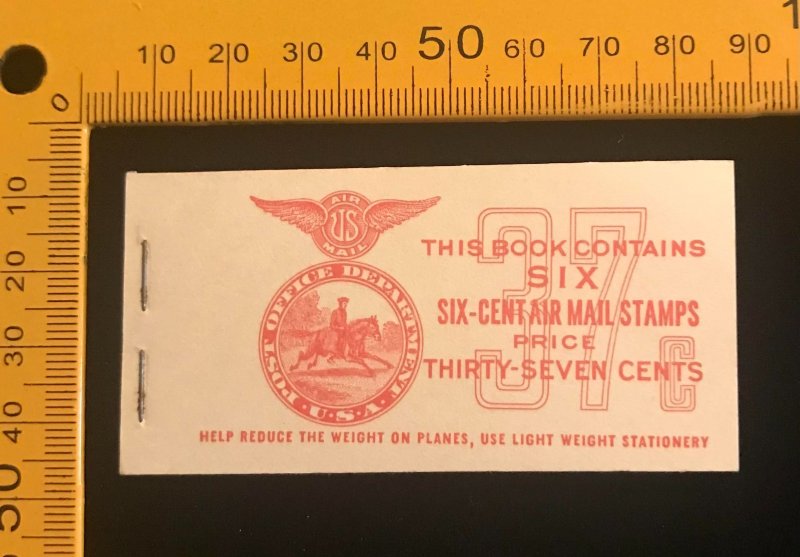 10 20 30 40 50 60 70 80 90 1
0
10
20
30
40
50
AIR
US
MAIL
POST OFFICE DEPARTMENT
U.S.A.
37c
THIS BOOK CONTAINS
SIX
SIX-CENT AIR MAIL STAMPS
PRICE
THIRTY-SEVEN CENTS
HELP REDUCE THE WEIGHT ON PLANES, USE LIGHT WEIGHT STATIONERY